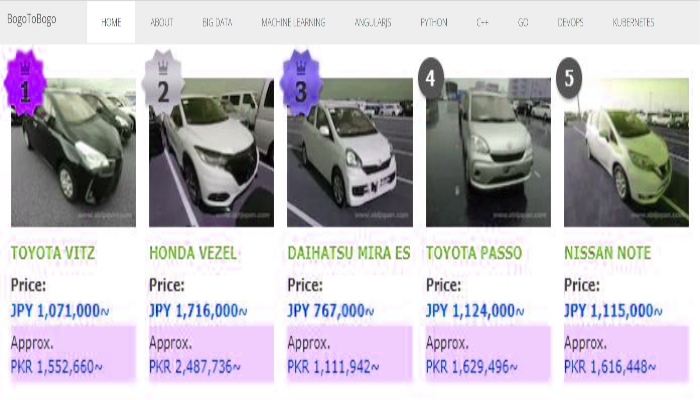 BogoToBogo
HOME ABOUT BIG DATA MACHINE LEARNING ANGULARJS PYTHON C++ GO DEVOPS KUBERNETES
1 2 3 4 5
TOYOTA VITZ HONDA VEZEL DAIHATSU MIRA ES TOYOTA PASSO NISSAN NOTE
Price: Price: Price: Price: Price:
JPY 1,071,000~ JPY 1,716,000~ JPY 767,000~ JPY 1,124,000~ JPY 1,115,000~
Approx. Approx. Approx. Approx. Approx.
PKR 1,552,660~ PKR 2,487,736~ PKR 1,111,942~ PKR 1,629,496~ PKR 1,616,448~